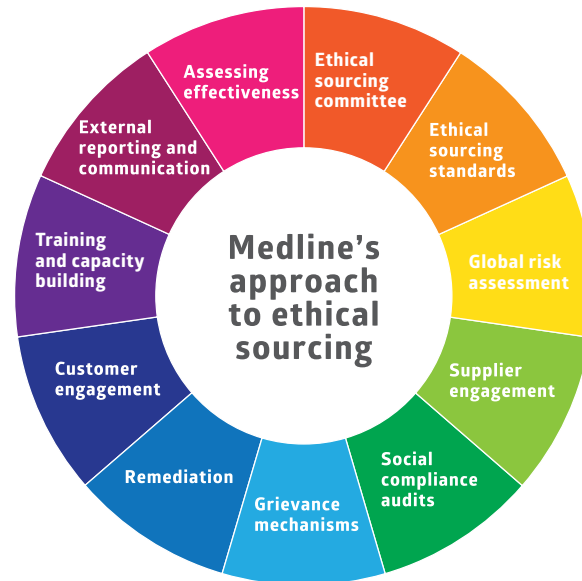 Medline's
approach
to ethical
sourcing
Ethical
sourcing
committee
Ethical
sourcing
standards
Global risk
assessment
Supplier
engagement
Social
compliance
audits
Grievance
mechanisms
Remediation
Customer
engagement
Training
and capacity
building
External
reporting and
communication
Assessing
effectiveness